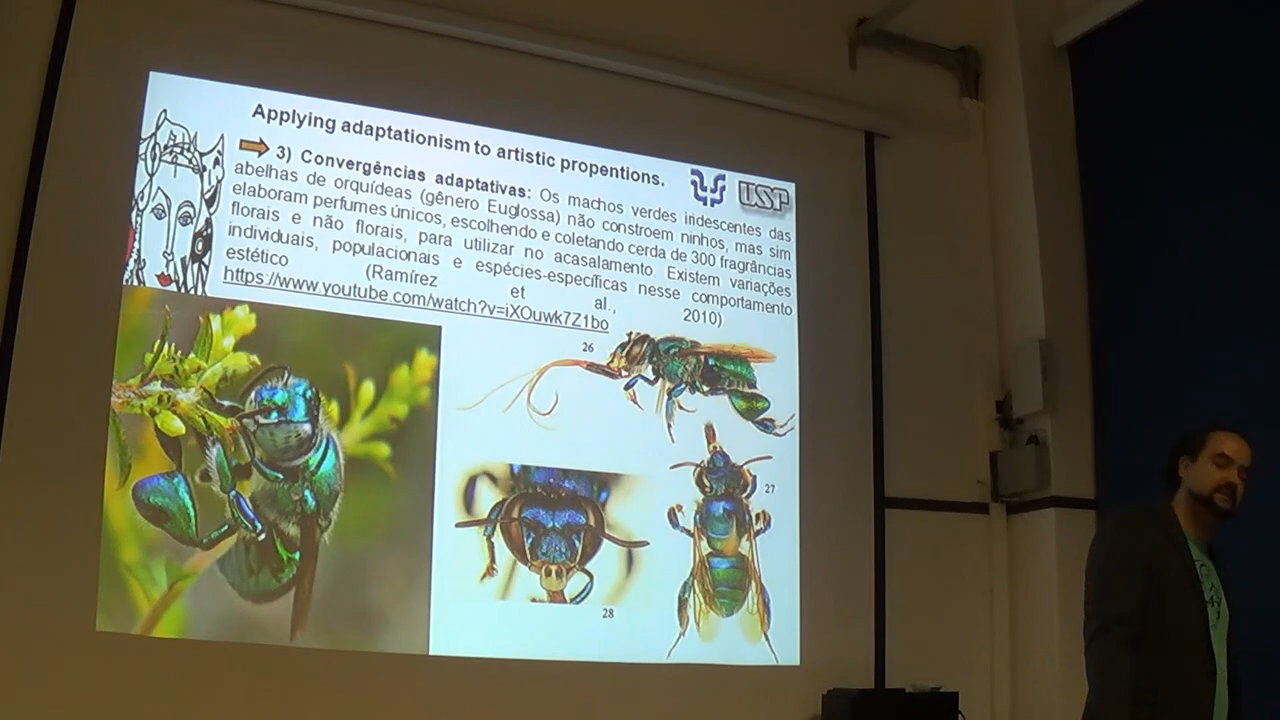 Applying adaptationism to artistic propentions.
3) Convergências adaptativas: Os machos verdes iridescentes das
abelhas de orquídeas (gênero Euglossa) não constroem ninhos, mas sim
elaboram perfumes únicos, escolhendo e coletando cerda de 300 fragrâncias
florais e não florais, para utilizar no acasalamento. Existem variações
individuais, populacionais e espécies-específicas nesse comportamento
estético (Ramírez et al., 2010)
https://www.youtube.com/watch?v=iXOuwk7Z1bo
USP
26
27
28